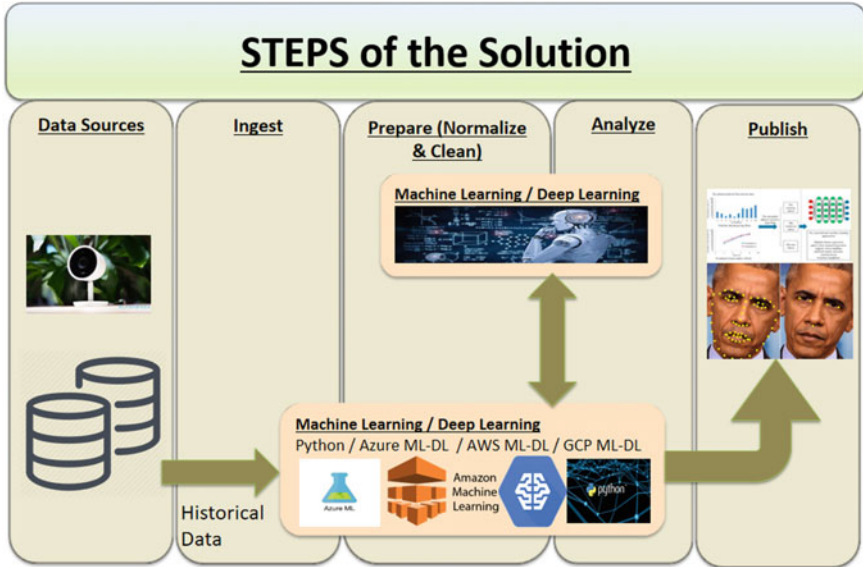 STEPS of the Solution
Data Sources
Ingest
Prepare (Normalize
& Clean)
Analyze
Publish
Machine Learning / Deep Learning
Machine Learning / Deep Learning
Python / Azure ML-DL / AWS ML-DL / GCP ML-DL
Azure ML
Amazon
Machine
Learning
python
Historical
Data